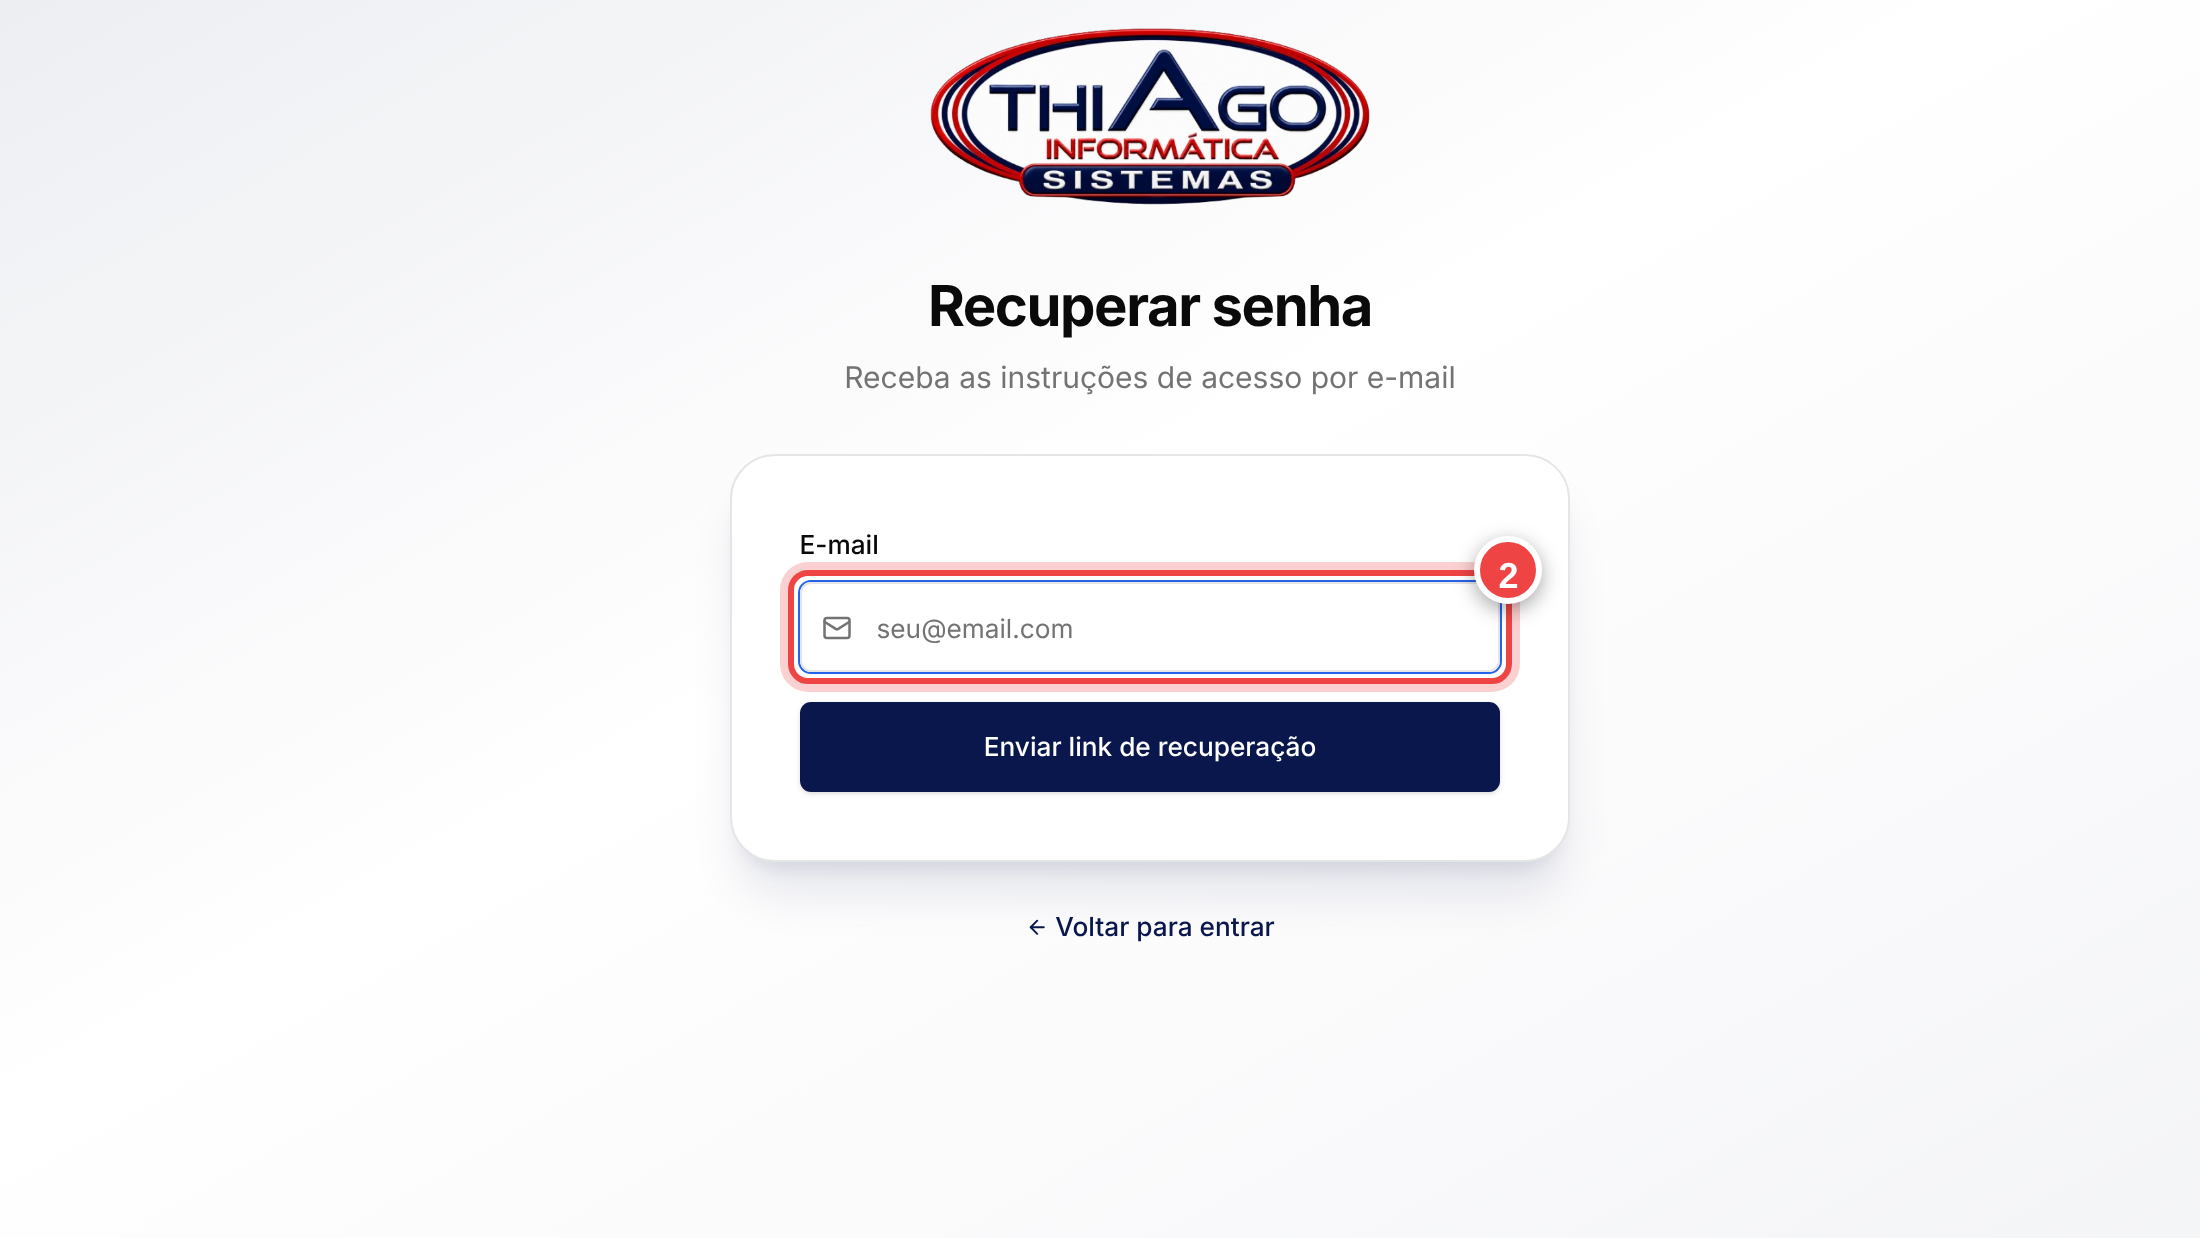 THIAGO
INFORMÁTICA
SISTEMAS
Recuperar senha
Receba as instruções de acesso por e-mail
E-mail
2
seu@email.com
Enviar link de recuperação
← Voltar para entrar